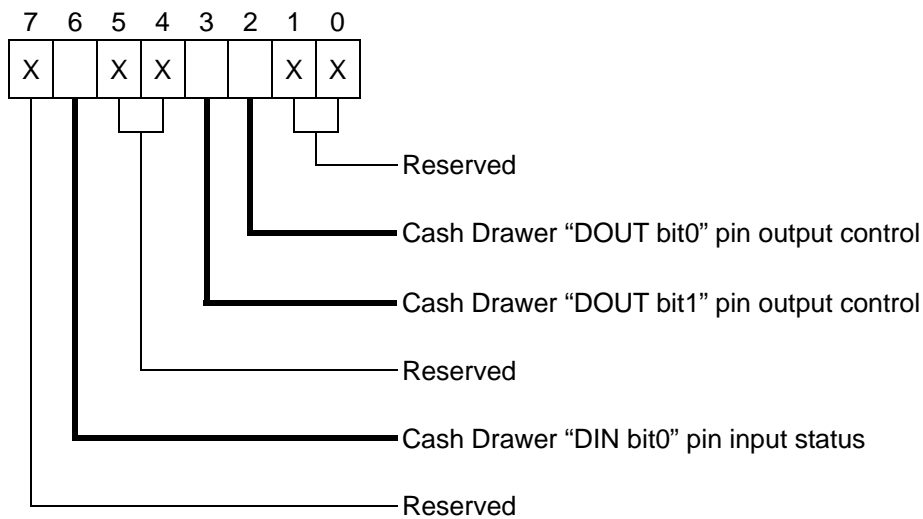 7 6 5 4 3 2 1 0
X X X X X
Reserved
Cash Drawer “DOUT bit0” pin output control
Cash Drawer “DOUT bit1” pin output control
Reserved
Cash Drawer “DIN bit0” pin input status
Reserved